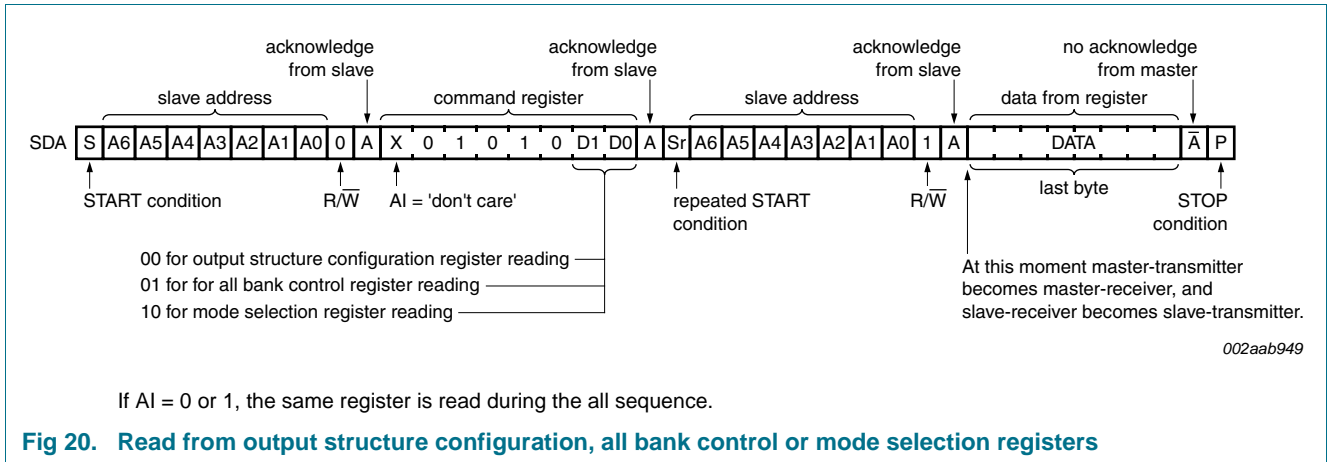 acknowledge
from slave
acknowledge
from slave
acknowledge
from slave
no acknowledge
from master
slave address
command register
slave address
data from register
SDA S A6 A5 A4 A3 A2 A1 A0 0 A X 0 1 0 1 0 D1 D0 A Sr A6 A5 A4 A3 A2 A1 A0 1 A DATA A̅ P
START condition
R/W̅
AI = 'don't care'
repeated START
condition
R/W̅
last byte
STOP
condition
00 for output structure configuration register reading
01 for for all bank control register reading
10 for mode selection register reading
At this moment master-transmitter
becomes master-receiver, and
slave-receiver becomes slave-transmitter.
002aab949
If AI = 0 or 1, the same register is read during the all sequence.
Fig 20. Read from output structure configuration, all bank control or mode selection registers